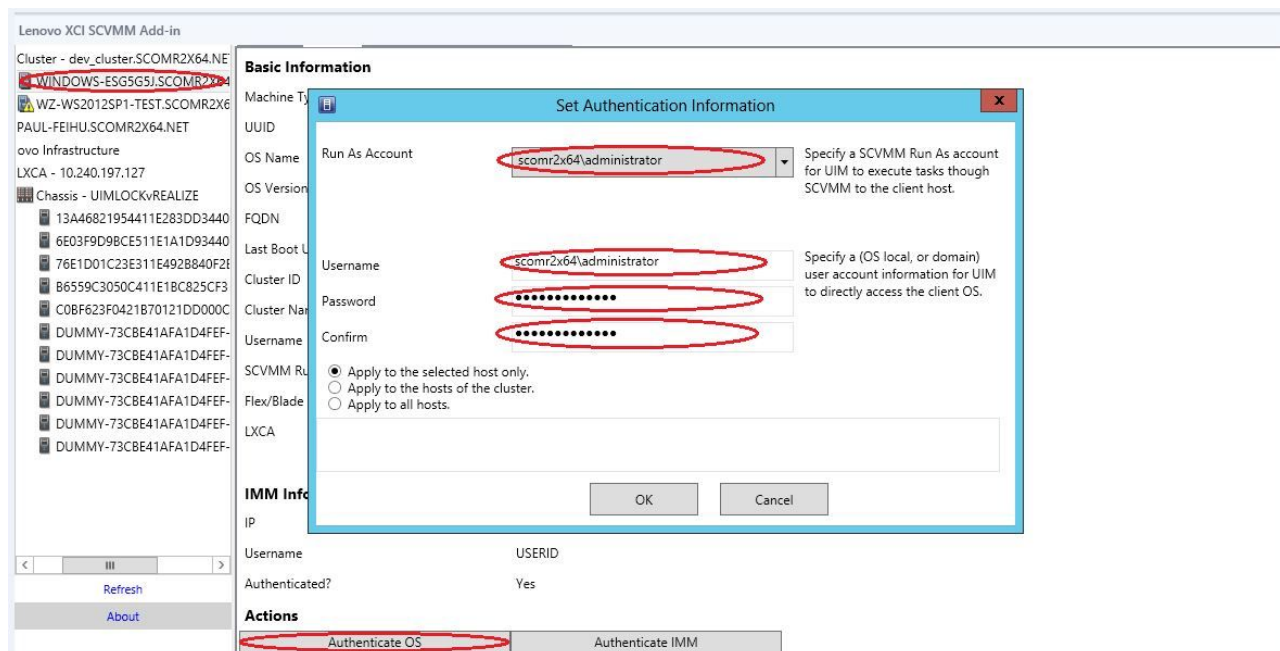 Lenovo XCI SCVMM Add-in
Cluster - dev_cluster.SCOMR2X64.NE
WINDOWS-ESG5G5J.SCOMR2X64
WZ-WS2012SP1-TEST.SCOMR2X6
PAUL-FEIHU.SCOMR2X64.NET
ovo Infrastructure
LXCA - 10.240.197.127
Chassis - UIMLOCKvREALIZE
13A46821954411E283DD3440
6E03F9D9BCE511E1A1D93440
76E1D01C23E311E492B840F2E
B6559C3050C411E1BC825CF3
C0BF623F0421B70121DD000C
DUMMY-73CBE41AFA1D4FEF-
DUMMY-73CBE41AFA1D4FEF-
DUMMY-73CBE41AFA1D4FEF-
DUMMY-73CBE41AFA1D4FEF-
DUMMY-73CBE41AFA1D4FEF-
DUMMY-73CBE41AFA1D4FEF-
Refresh
About
Basic Information
Machine Ty
UUID
OS Name
OS Version
FQDN
Last Boot U
Cluster ID
Cluster Nar
Username
SCVMM Ru
Flex/Blade
LXCA
IMM Info
IP
Username USERID
Authenticated? Yes
Actions
Authenticate OS Authenticate IMM
Set Authentication Information
x
Run As Account scomr2x64\administrator
Specify a SCVMM Run As account
for UIM to execute tasks though
SCVMM to the client host.
Username scomr2x64\administrator
Specify a (OS local, or domain)
user account information for UIM
to directly access the client OS.
Password •••••••••••••
Confirm •••••••••••••
Apply to the selected host only.
Apply to the hosts of the cluster.
Apply to all hosts.
OK Cancel